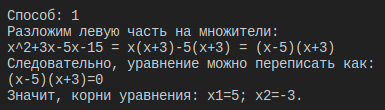 Способ: 1
Разложим левую часть на множители:
x^2+3x-5x-15 = x(x+3)-5(x+3) = (x-5)(x+3)
Следовательно, уравнение можно переписать как:
(x-5)(x+3)=0
Значит, корни уравнения: x1=5; x2=-3.